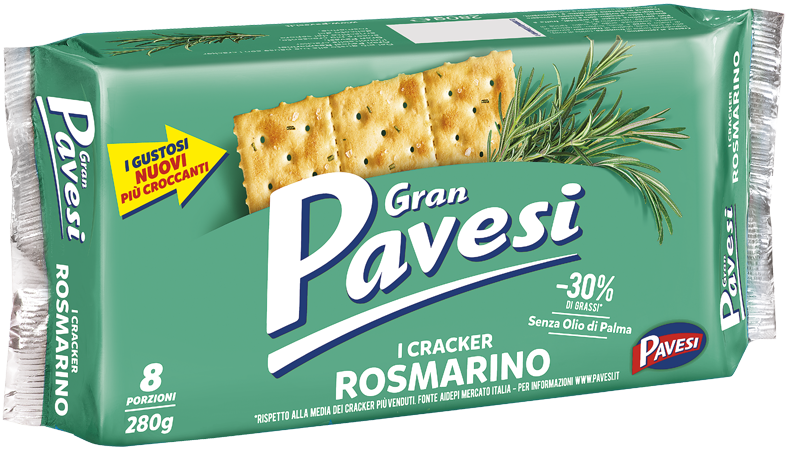 280g
I GUSTOSI
NUOVI
PIÙ CROCCANTI
Gran
Pavesi
-30%
DI GRASSI*
Senza Olio di Palma
I CRACKER
ROSMARINO
PAVESI
8
PORZIONI
280g
*RISPETTO ALLA MEDIA DEI CRACKER PIÙ VENDUTI. FONTE AIDEPI MERCATO ITALIA - PER INFORMAZIONI WWW.PAVESI.IT
Gran
Pavesi
I CRACKER
ROSMARINO
Gran
Pavesi
I CRACKER
ROSMARINO